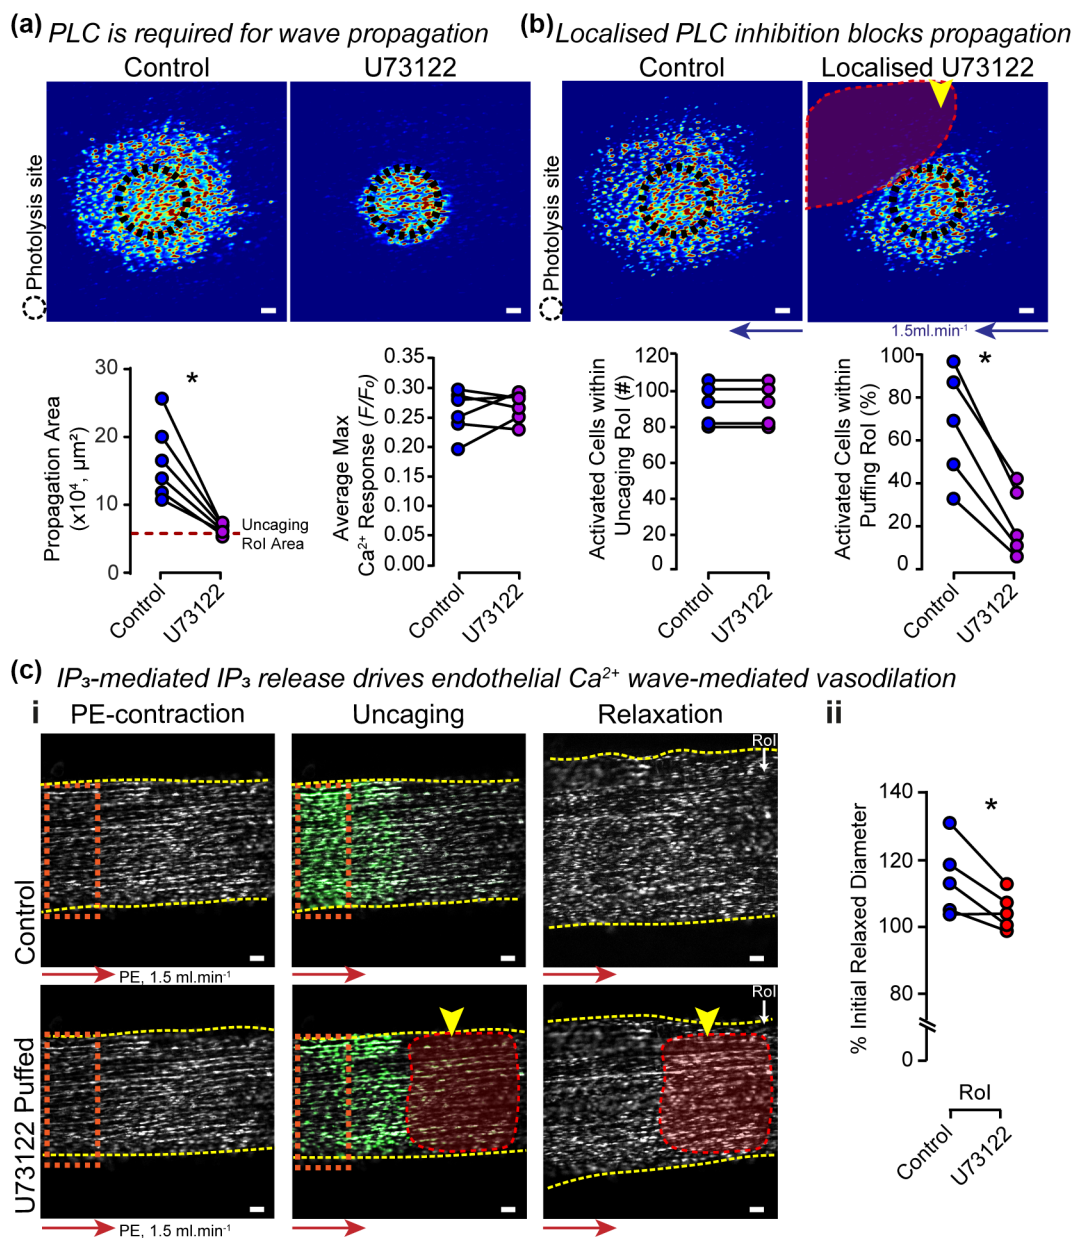 (a) PLC is required for wave propagation
Control
U73122
Photolysis site
Propagation Area
(x10⁴, µm²)
30
20
10
0
*
Uncaging
RoI Area
Control
U73122
Average Max
Ca²⁺ Response (F/F₀)
0.35
0.30
0.25
0.20
0.15
0.10
0.05
0.00
Control
U73122
(b) Localised PLC inhibition blocks propagation
Control
Localised U73122
Photolysis site
1.5ml.min⁻¹
Activated Cells within
Uncaging RoI (#)
120
100
80
60
40
20
0
Control
U73122
Activated Cells within
Puffing RoI (%)
100
80
60
40
20
0
*
Control
U73122
(c) IP₃-mediated IP₃ release drives endothelial Ca²⁺ wave-mediated vasodilation
i
PE-contraction
Uncaging
Relaxation
Control
RoI
PE, 1.5 ml.min⁻¹
U73122 Puffed
RoI
PE, 1.5 ml.min⁻¹
ii
% Initial Relaxed Diameter
140
120
100
80
0
*
RoI
Control
U73122